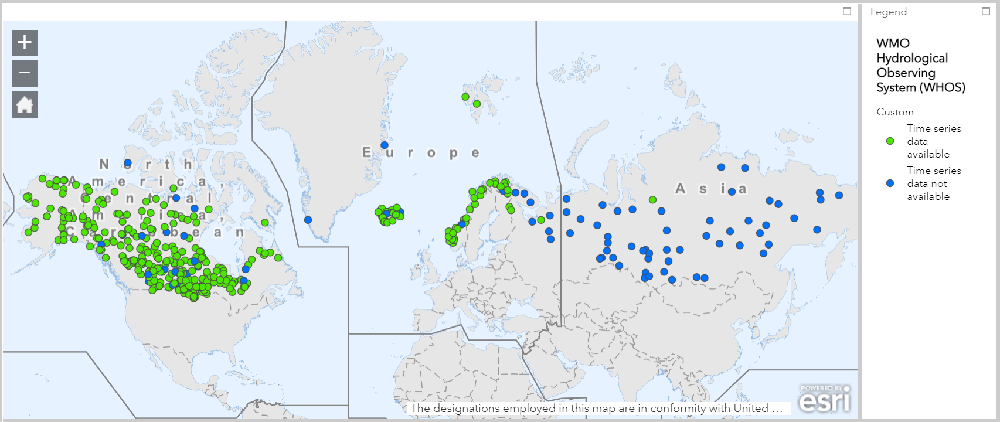 Legend
WMO
Hydrological
Observing
System (WHOS)
Custom
Time series
data
available
Time series
data not
available
+
−
North
America,
Central
America,
Caribbean
Europe
Asia
The designations employed in this map are in conformity with United ...
POWERED BY
esri